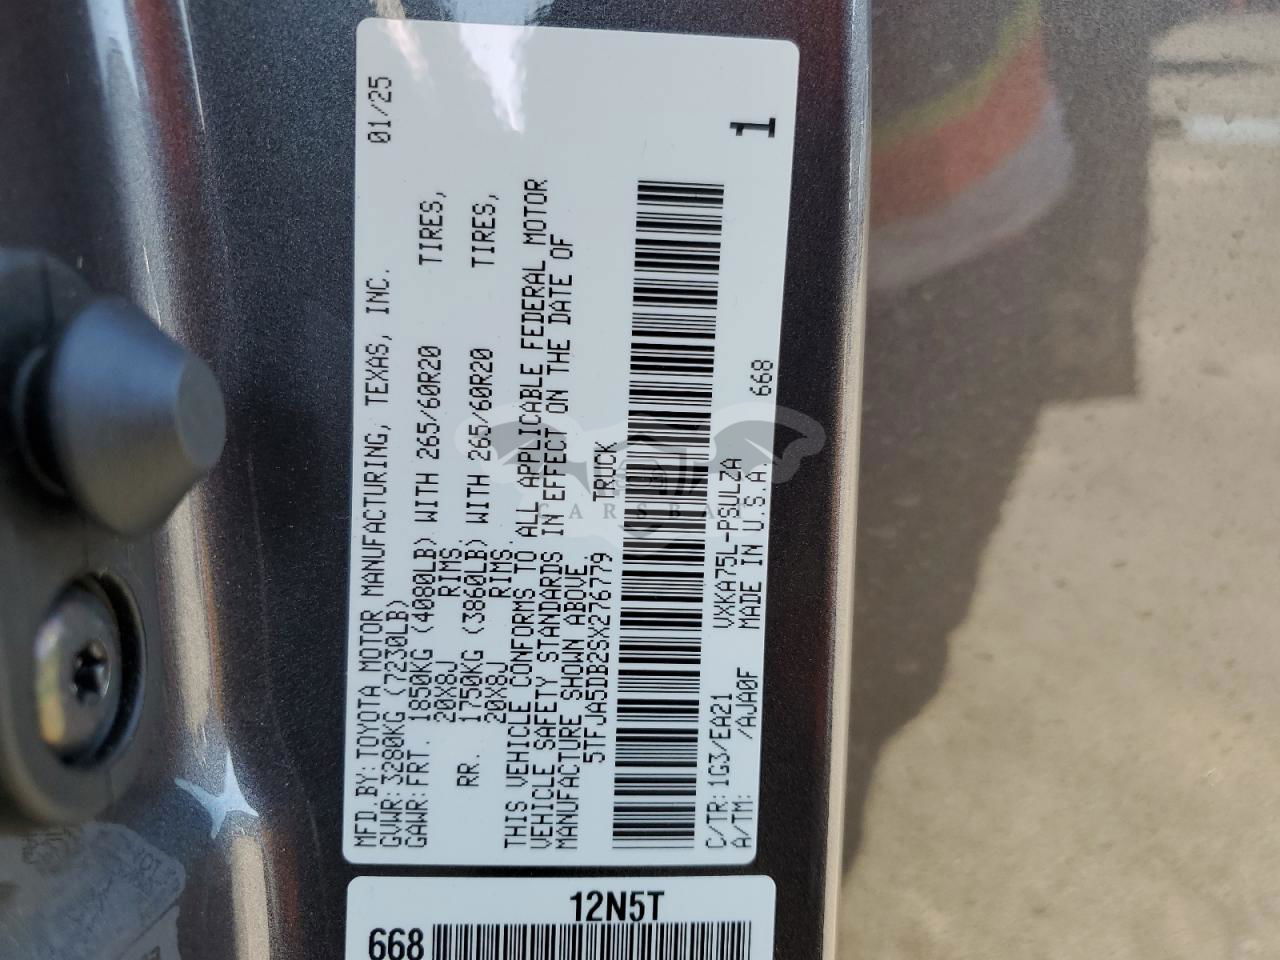 MFD.BY:TOYOTA MOTOR MANUFACTURING, TEXAS, INC. 01/25
GVWR:3280KG (7230LB)
GAWR:FRT. 1850KG (4080LB) WITH 265/60R20 TIRES,
20X8J RIMS,
RR. 1750KG (3860LB) WITH 265/60R20 TIRES,
20X8J RIMS,
THIS VEHICLE CONFORMS TO ALL APPLICABLE FEDERAL MOTOR
VEHICLE SAFETY STANDARDS IN EFFECT ON THE DATE OF
MANUFACTURE SHOWN ABOVE.
5TFJA5DB2SX276779 TRUCK
C/TR:1G3/EA21 VXKA75L-PSULZA
A/TM: /AJA0F MADE IN U.S.A. 668
1
12N5T
668
CARSBAT